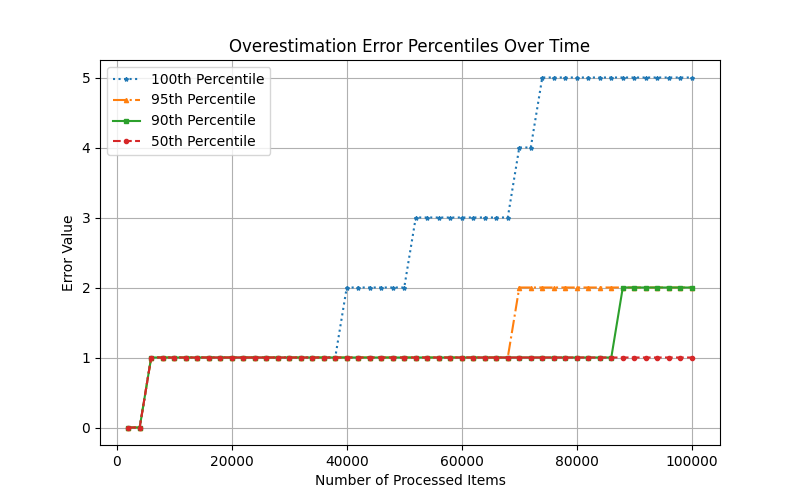 Overestimation Error Percentiles Over Time
100th Percentile
95th Percentile
90th Percentile
50th Percentile
5
4
3
2
1
0
Error Value
0 20000 40000 60000 80000 100000
Number of Processed Items